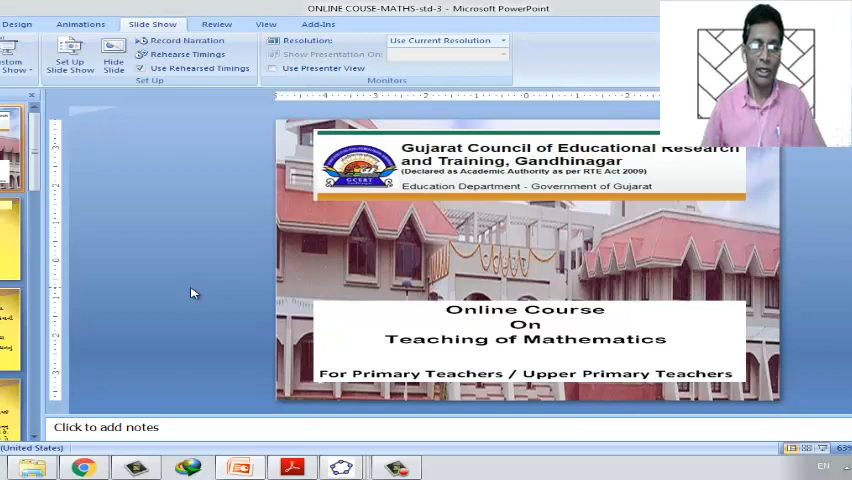 ONLINE COUSE-MATHS-std-3 - Microsoft PowerPoint
Design Animations Slide Show Review View Add-Ins
Set Up
Slide Show
Hide
Slide
Record Narration
Rehearse Timings
Use Rehearsed Timings
Set Up
Resolution: Use Current Resolution
Show Presentation On:
Use Presenter View
Monitors
Gujarat Council of Educational Research
and Training, Gandhinagar
(Declared as Academic Authority as per RTE Act 2009)
Education Department - Government of Gujarat
GCERT
Online Course
On
Teaching of Mathematics
For Primary Teachers / Upper Primary Teachers
Click to add notes
(United States)
63%
EN